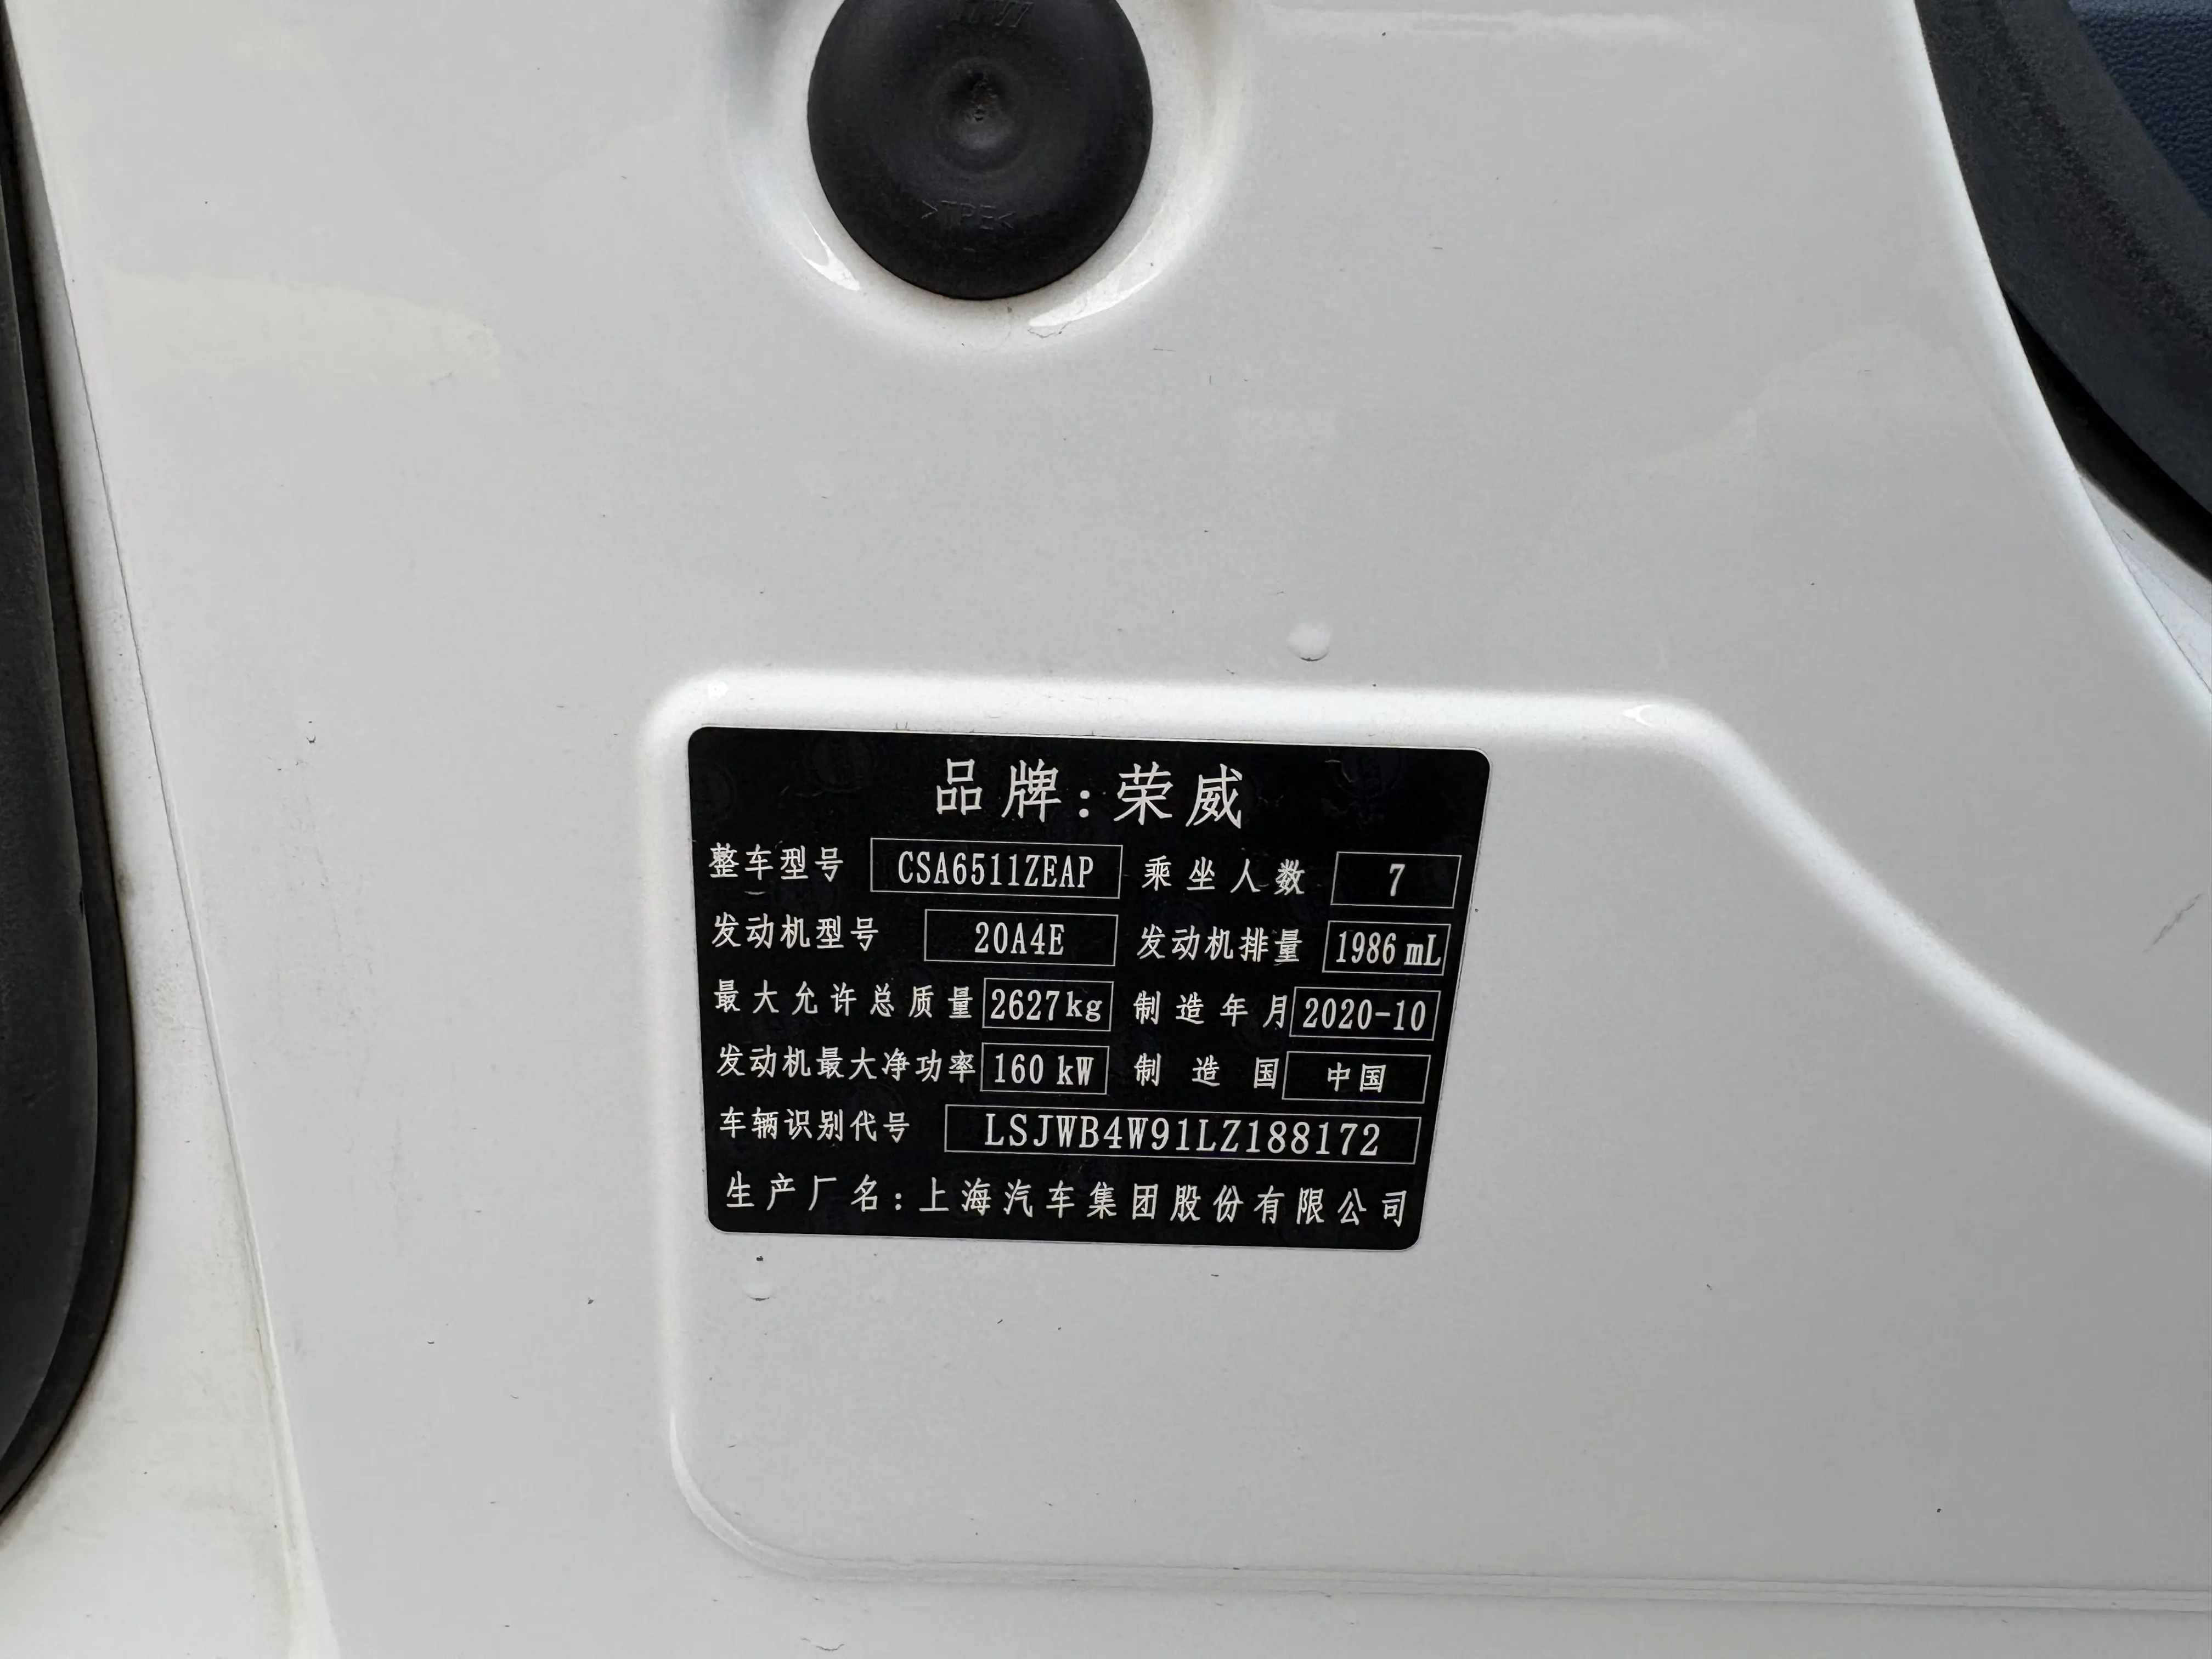 >TPE<
品牌:荣威
整车型号 CSA6511ZEAP 乘坐人数 7
发动机型号 20A4E 发动机排量 1986 mL
最大允许总质量 2627kg 制造年月 2020-10
发动机最大净功率 160 kW 制造国 中国
车辆识别代号 LSJWB4W91LZ188172
生产厂名:上海汽车集团股份有限公司